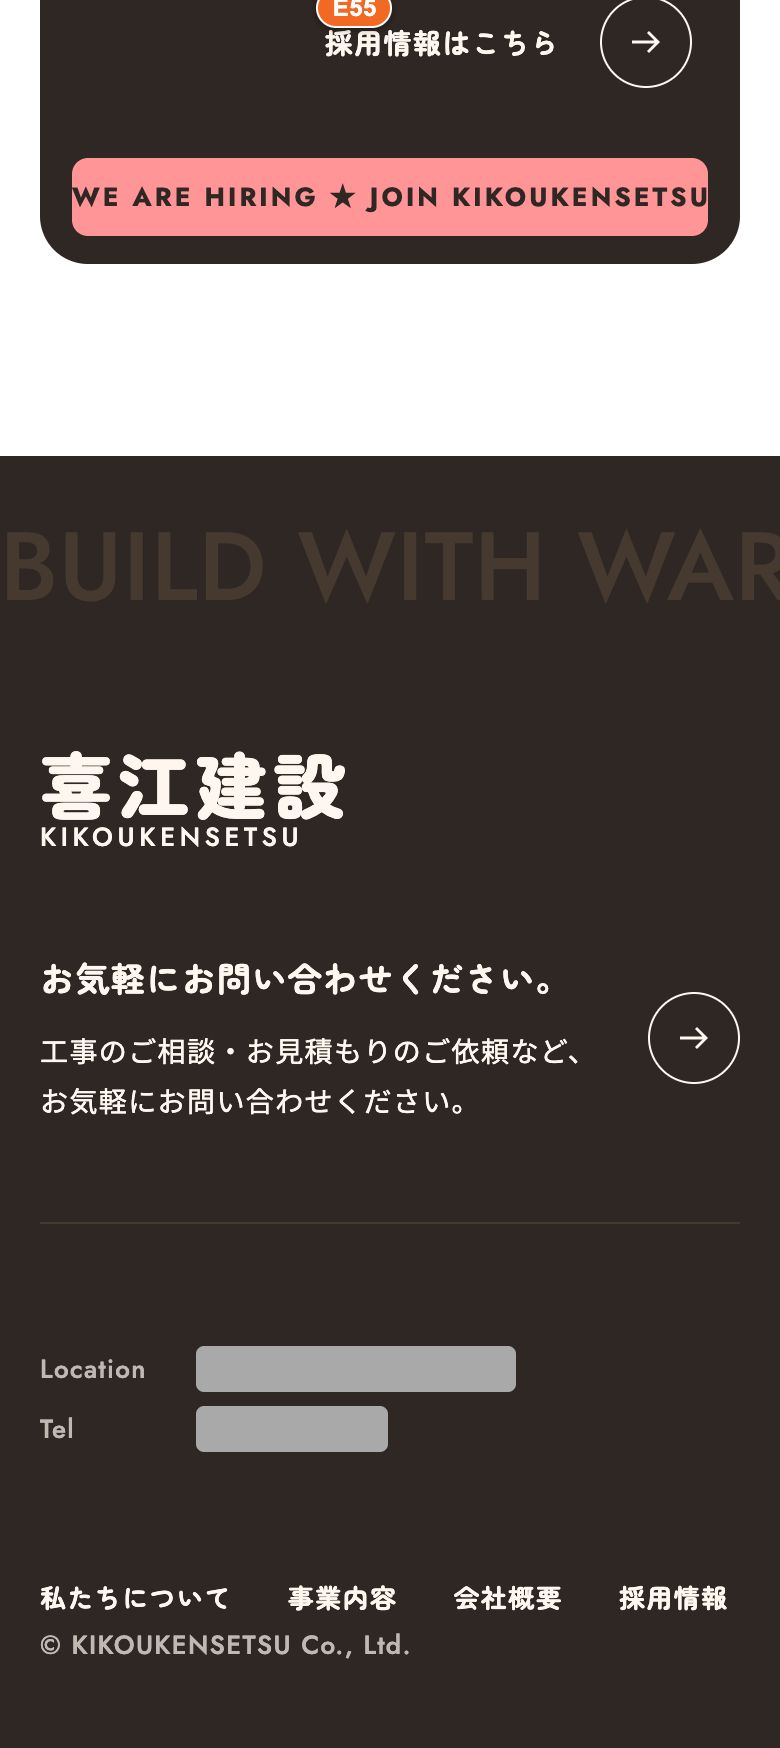 E55
採用情報はこちら
WE ARE HIRING ★ JOIN KIKOUKENSETSU
BUILD WITH WAR
喜江建設
KIKOUKENSETSU
お気軽にお問い合わせください。
工事のご相談・お見積もりのご依頼など、
お気軽にお問い合わせください。
Location
Tel
私たちについて 事業内容 会社概要 採用情報
© KIKOUKENSETSU Co., Ltd.